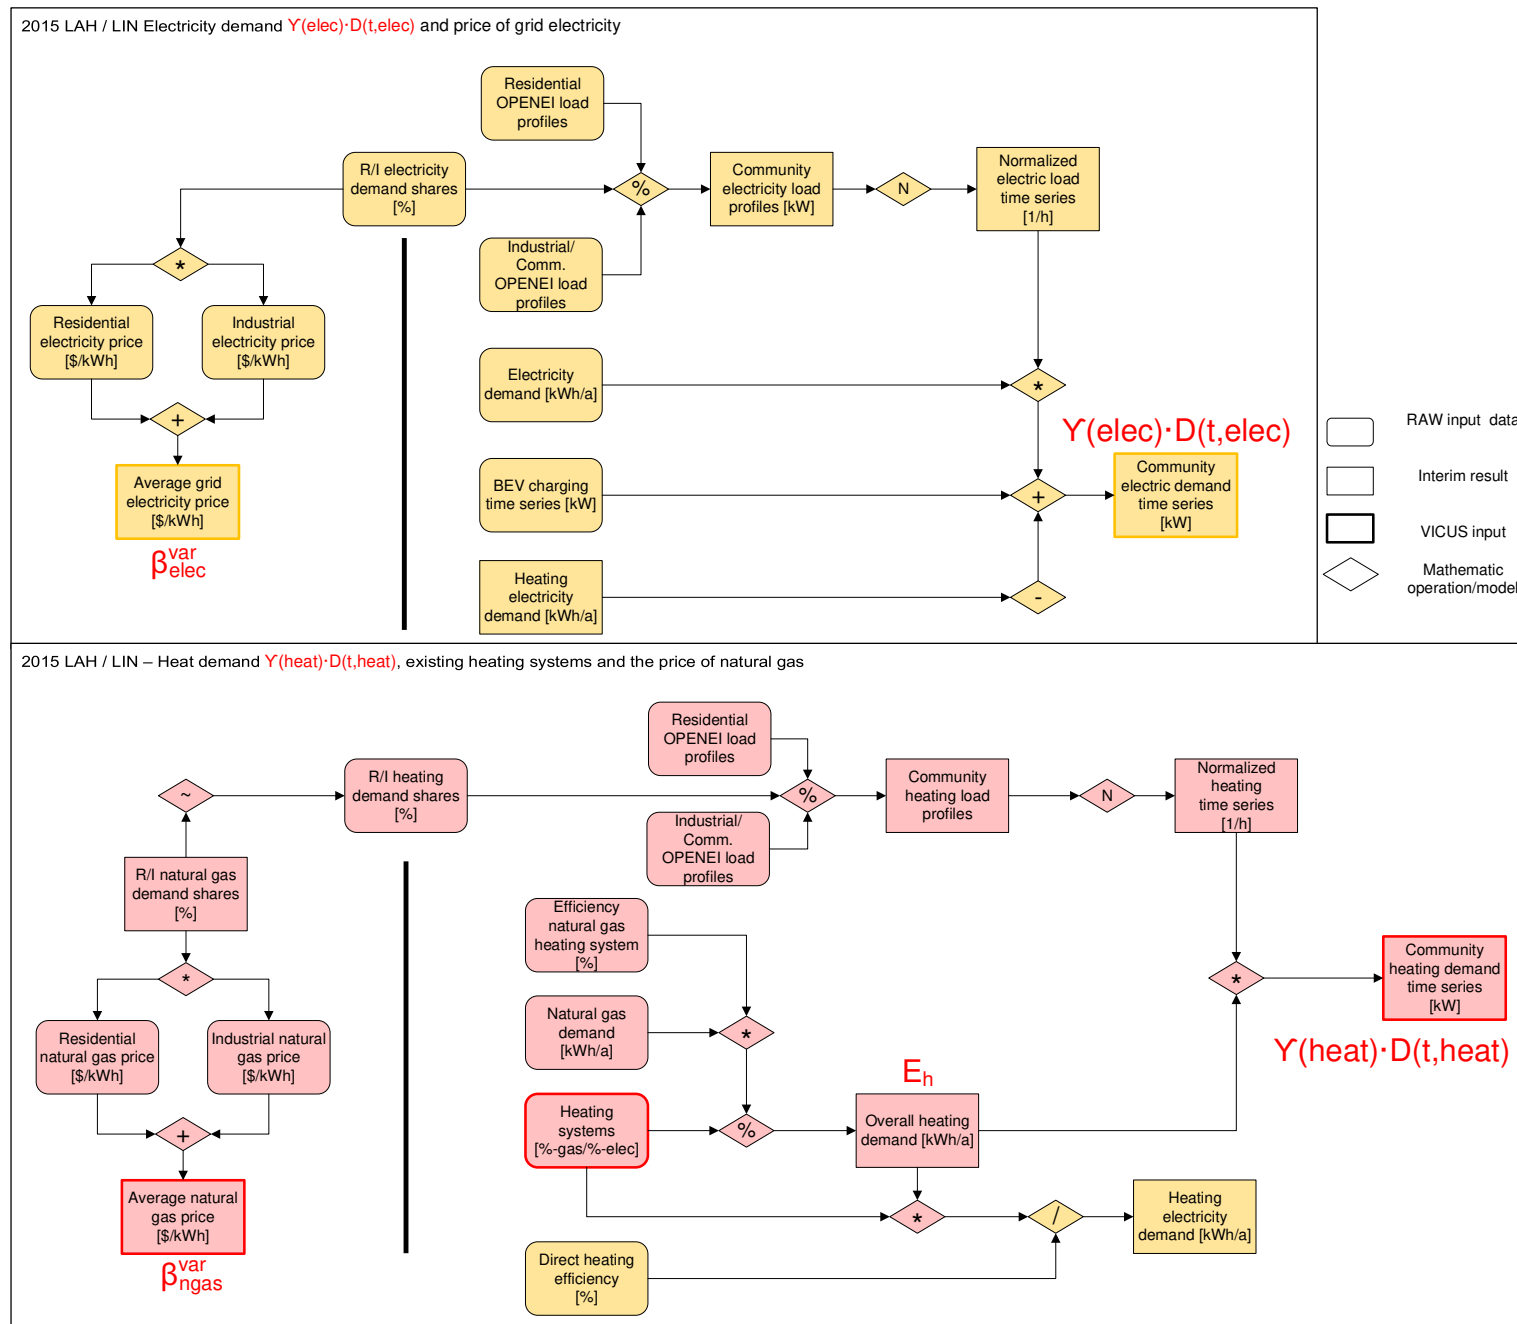 2015 LAH / LIN Electricity demand ϒ(elec)·D(t,elec) and price of grid electricity
Residential
OPENEI load
profiles
R/I electricity
demand shares
[%]
%
Community
electricity load
profiles [kW]
N
Normalized
electric load
time series
[1/h]
Industrial/
Comm.
OPENEI load
profiles
*
Residential
electricity price
[$/kWh]
Industrial
electricity price
[$/kWh]
+
Average grid
electricity price
[$/kWh]
β var elec
Electricity
demand [kWh/a]
*
ϒ(elec)·D(t,elec)
BEV charging
time series [kW]
+
Community
electric demand
time series
[kW]
Heating
electricity
demand [kWh/a]
-
RAW input data
Interim result
VICUS input
Mathematic
operation/model
2015 LAH / LIN – Heat demand ϒ(heat)·D(t,heat), existing heating systems and the price of natural gas
Residential
OPENEI load
profiles
~
R/I heating
demand shares
[%]
%
Community
heating load
profiles
N
Normalized
heating
time series
[1/h]
Industrial/
Comm.
OPENEI load
profiles
R/I natural gas
demand shares
[%]
*
Residential
natural gas price
[$/kWh]
Industrial natural
gas price
[$/kWh]
+
Average natural
gas price
[$/kWh]
β var ngas
Efficiency
natural gas
heating system
[%]
Natural gas
demand
[kWh/a]
*
Heating
systems
[%-gas/%-elec]
%
Eh
Overall heating
demand [kWh/a]
*
Community
heating demand
time series
[kW]
ϒ(heat)·D(t,heat)
*
/
Heating
electricity
demand [kWh/a]
Direct heating
efficiency
[%]